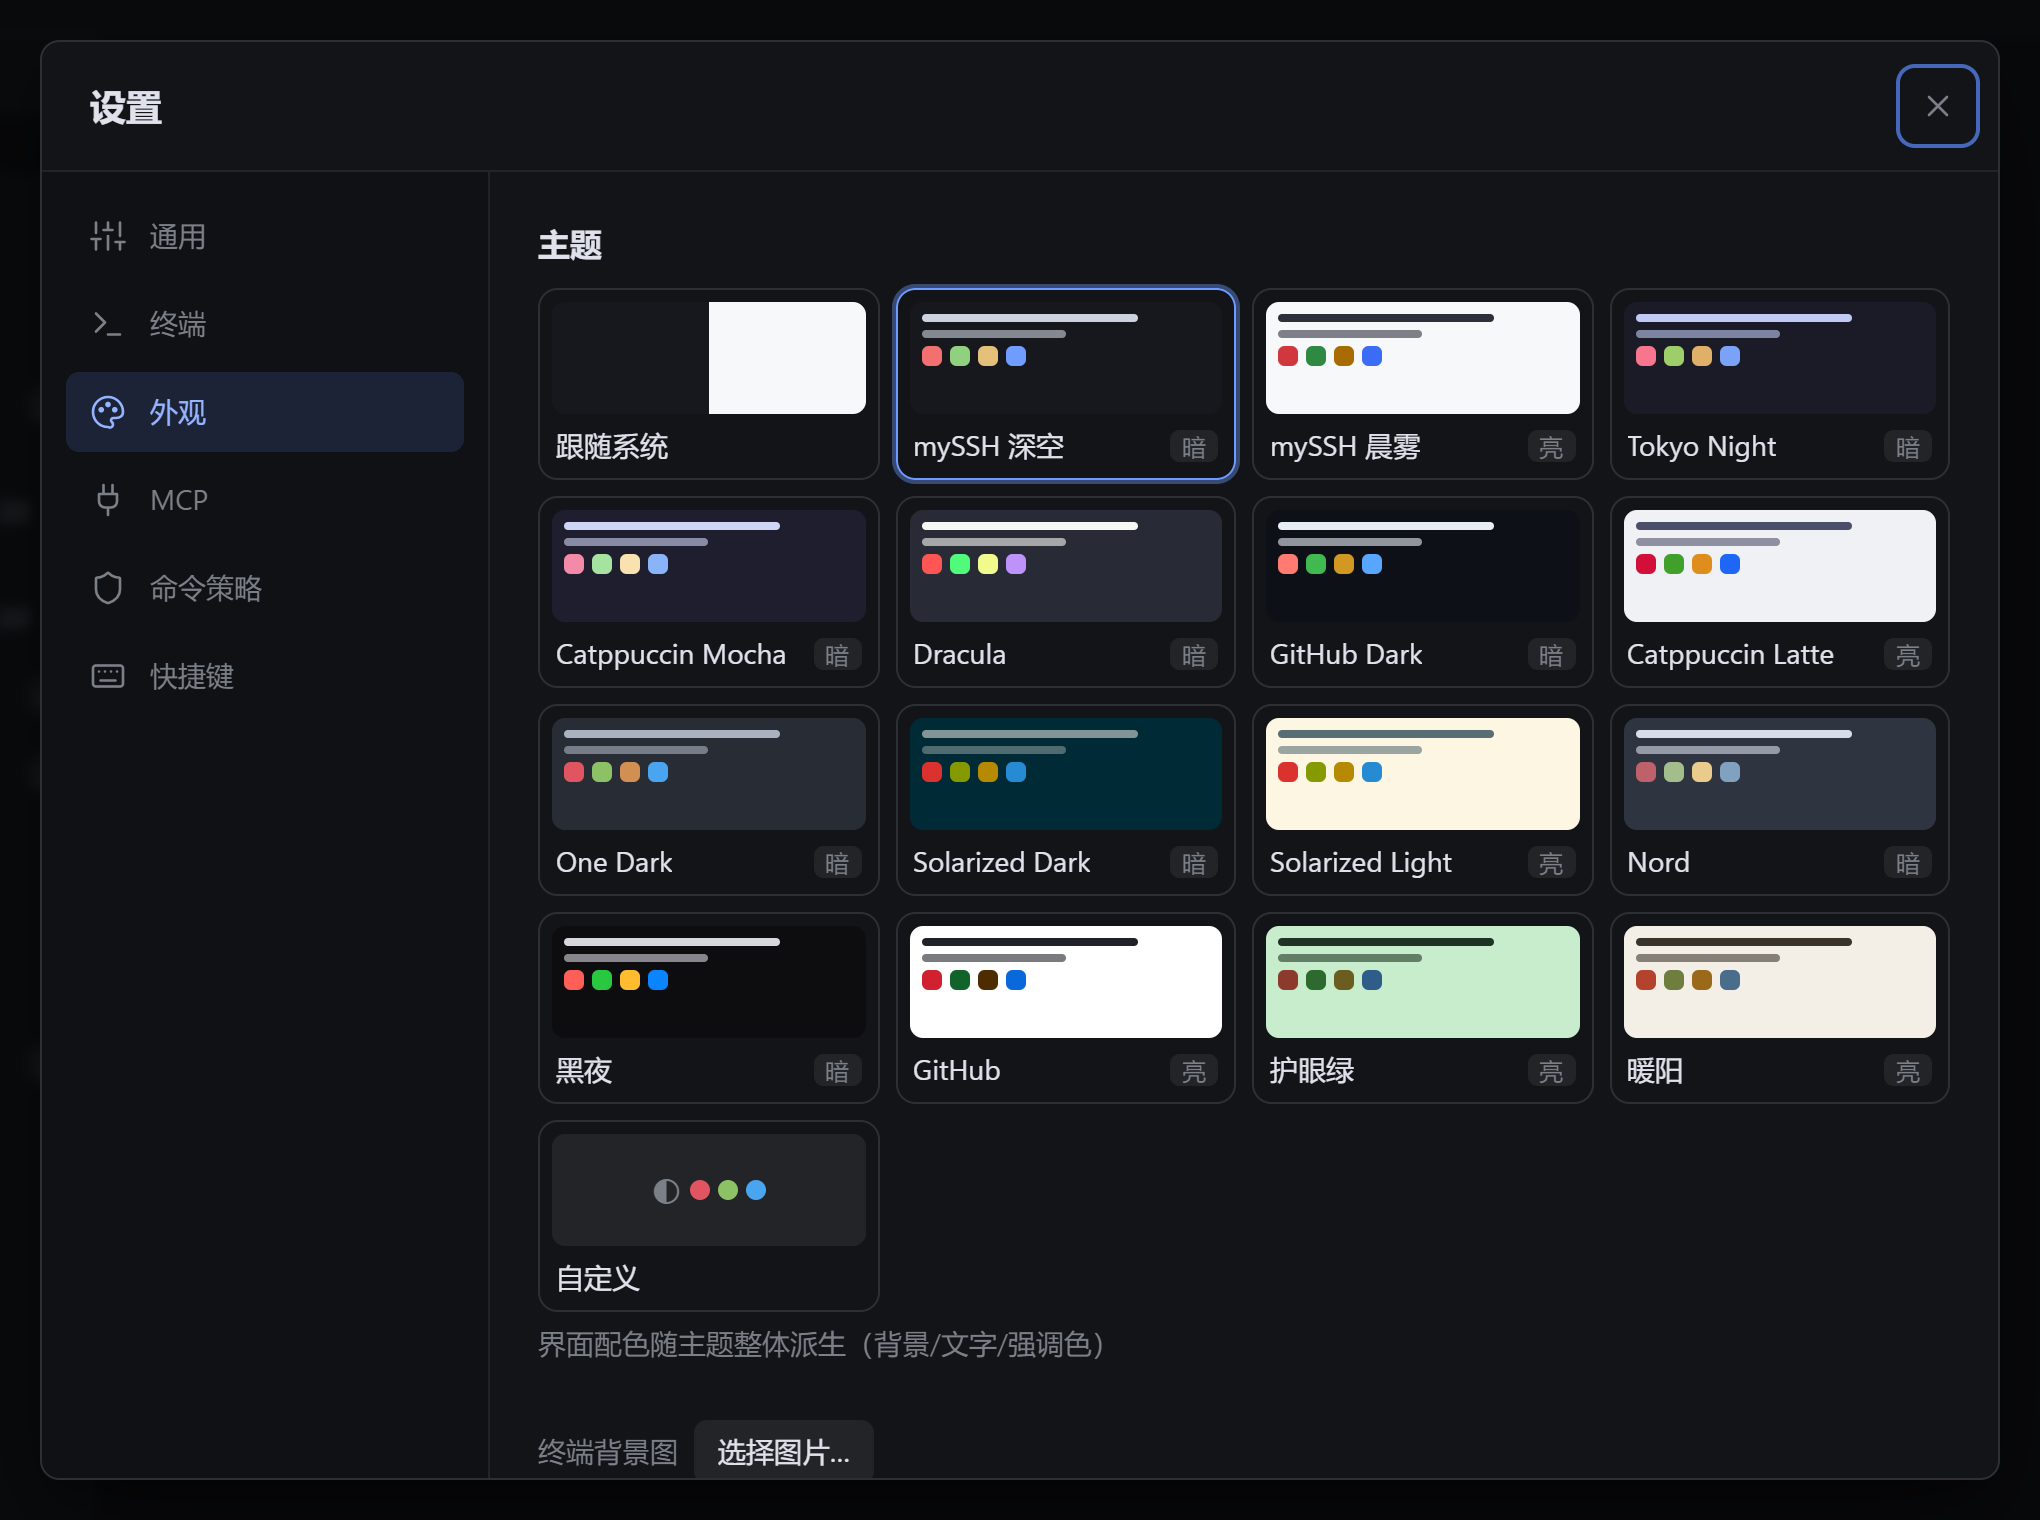 设置
通用
终端
外观
MCP
命令策略
快捷键
主题
跟随系统
mySSH 深空 暗
mySSH 晨雾 亮
Tokyo Night 暗
Catppuccin Mocha 暗
Dracula 暗
GitHub Dark 暗
Catppuccin Latte 亮
One Dark 暗
Solarized Dark 暗
Solarized Light 亮
Nord 暗
黑夜 暗
GitHub 亮
护眼绿 亮
暖阳 亮
自定义
界面配色随主题整体派生（背景/文字/强调色）
终端背景图 选择图片...